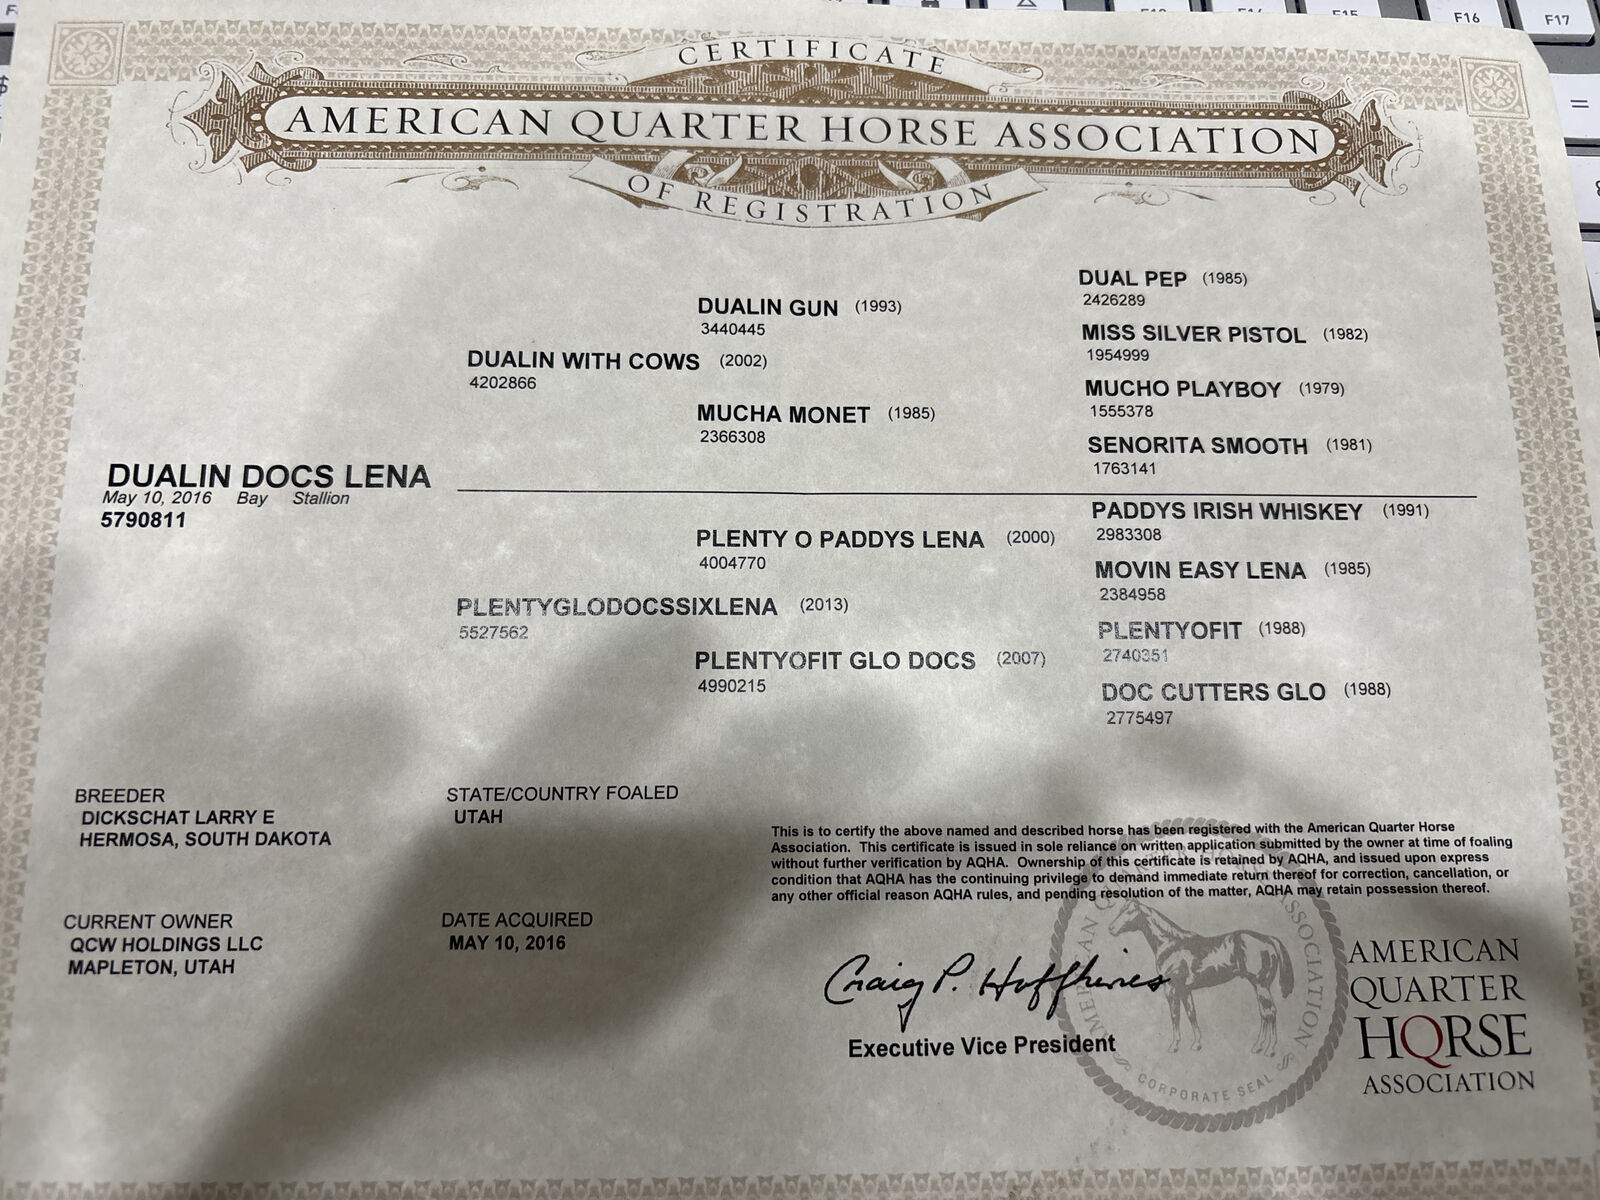 F16
F17
=
CERTIFICATE
AMERICAN QUARTER HORSE ASSOCIATION
OF REGISTRATION
DUAL PEP (1985)
2426289
DUALIN GUN (1993)
3440445
MISS SILVER PISTOL (1982)
1954999
DUALIN WITH COWS (2002)
4202866
MUCHO PLAYBOY (1979)
1555378
MUCHA MONET (1985)
2366308
SENORITA SMOOTH (1981)
1763141
DUALIN DOCS LENA
May 10, 2016 Bay Stallion
5790811
PADDYS IRISH WHISKEY (1991)
2983308
PLENTY O PADDYS LENA (2000)
4004770
MOVIN EASY LENA (1985)
2384958
PLENTYGLODOCSSIXLENA (2013)
5527562
PLENTYOFIT (1988)
2740351
PLENTYOFIT GLO DOCS (2007)
4990215
DOC CUTTERS GLO (1988)
2775497
BREEDER
DICKSCHAT LARRY E
HERMOSA, SOUTH DAKOTA
STATE/COUNTRY FOALED
UTAH
CURRENT OWNER
QCW HOLDINGS LLC
MAPLETON, UTAH
DATE ACQUIRED
MAY 10, 2016
This is to certify the above named and described horse has been registered with the American Quarter Horse
Association. This certificate is issued in sole reliance on written application submitted by the owner at time of foaling
without further verification by AQHA. Ownership of this certificate is retained by AQHA, and issued upon express
condition that AQHA has the continuing privilege to demand immediate return thereof for correction, cancellation, or
any other official reason AQHA rules, and pending resolution of the matter, AQHA may retain possession thereof.
Craig P. Huffhines
Executive Vice President
CORPORATE SEAL
AMERICAN
QUARTER
HORSE
ASSOCIATION